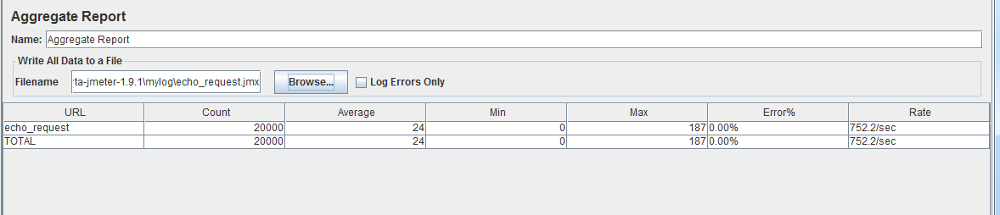 Aggregate Report
Name: Aggregate Report
Write All Data to a File
Filename ta-jmeter-1.9.1\mylog\echo_request.jmx Browse... Log Errors Only
URL Count Average Min Max Error% Rate
echo_request 20000 24 0 187 0.00% 752.2/sec
TOTAL 20000 24 0 187 0.00% 752.2/sec